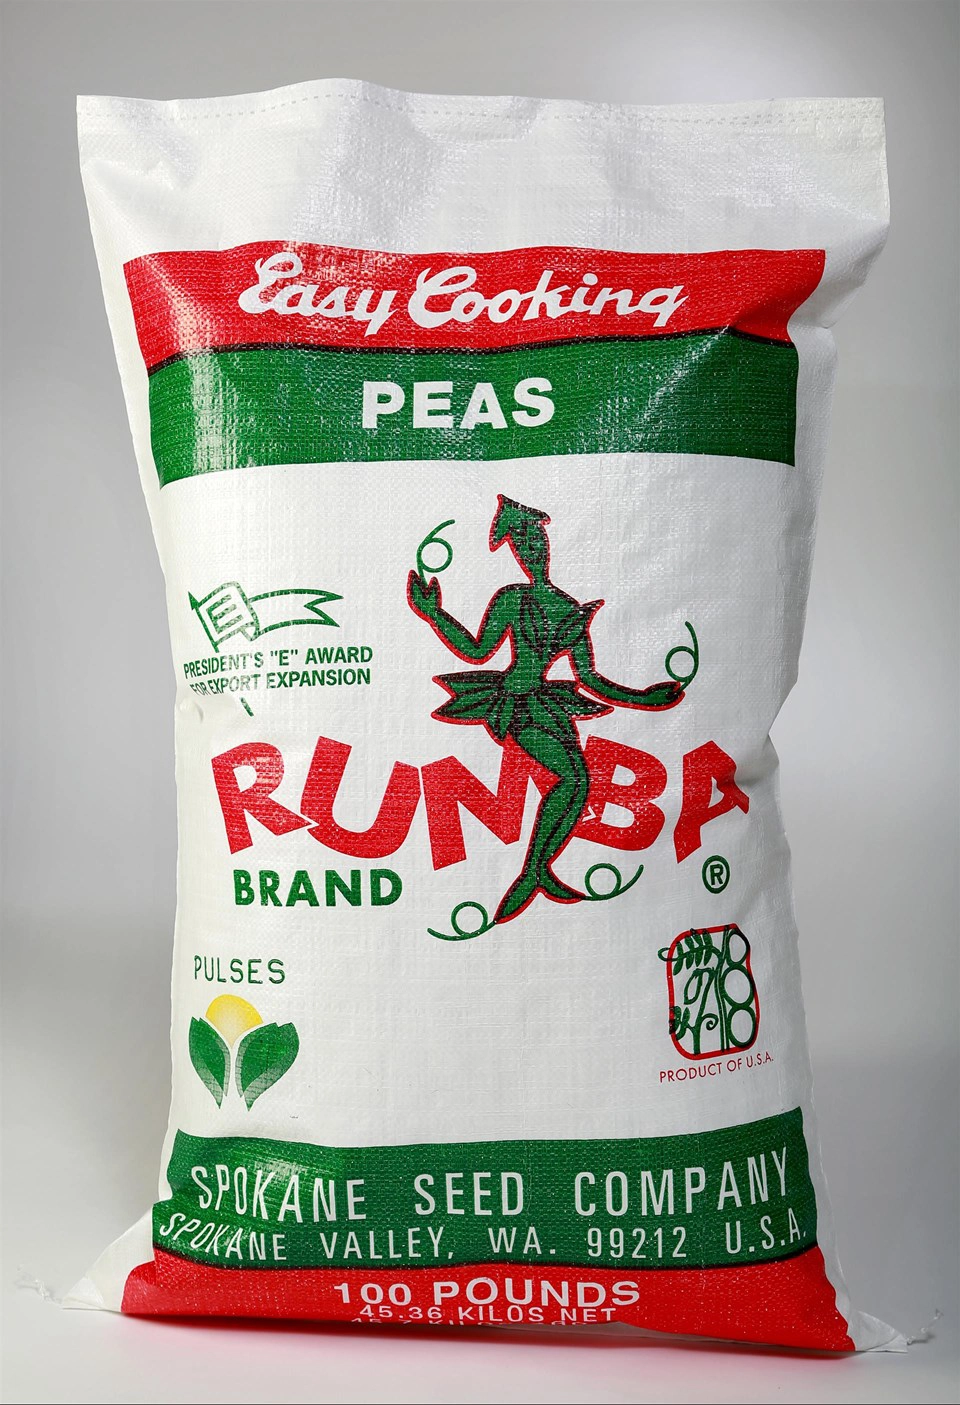 Easy Cooking
PEAS
E
PRESIDENT'S "E" AWARD
FOR EXPORT EXPANSION
RUMBA
BRAND
®
PULSES
PRODUCT OF U.S.A.
SPOKANE SEED COMPANY
SPOKANE VALLEY, WA. 99212 U.S.A.
100 POUNDS
45.36 KILOS NET